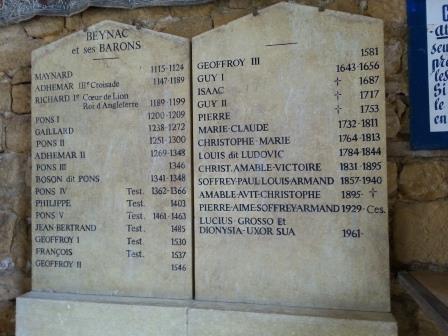 BEYNAC
et ses BARONS
MAYNARD 1115-1124
ADHEMAR IIIe Croisade 1147-1189
RICHARD Ier Cœur de Lion
Roi d'Angleterre 1189-1199
PONS I 1200-1209
GAILLARD 1238-1272
PONS II 1251-1300
ADHEMAR II 1269-1348
PONS III 1346
BOSON dit PONS 1341-1348
PONS IV Test. 1362-1366
PHILIPPE Test. 1403
PONS V Test. 1461-1463
JEAN-BERTRAND Test. 1485
GEOFFROY I Test. 1530
FRANÇOIS Test. 1537
GEOFFROY II 1546
GEOFFROY III 1581
GUY I 1643-1656
ISAAC † 1687
GUY II † 1717
PIERRE † 1753
MARIE-CLAUDE 1732-1811
CHRISTOPHE-MARIE 1764-1813
LOUIS dit LUDOVIC 1784-1844
CHRIST. AMABLE-VICTOIRE 1831-1895
SOFFREY-PAUL-LOUIS-ARMAND 1857-1940
AMABLE-AVIT-CHRISTOPHE 1895- †
PIERRE-AIME-SOFFREY ARMAND 1929- Ces.
LUCIUS-GROSSO Et
DIONYSIA-UXOR SUA 1961-